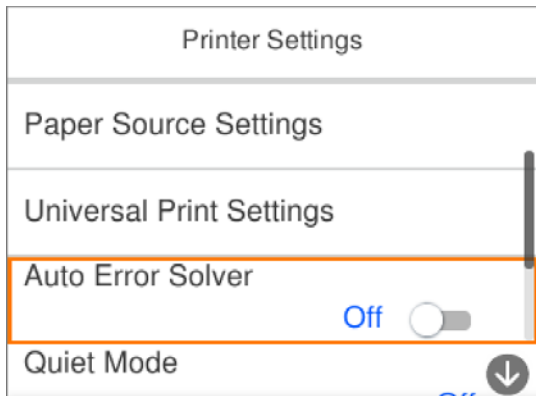 Printer Settings
Paper Source Settings
Universal Print Settings
Auto Error Solver
Off
Quiet Mode